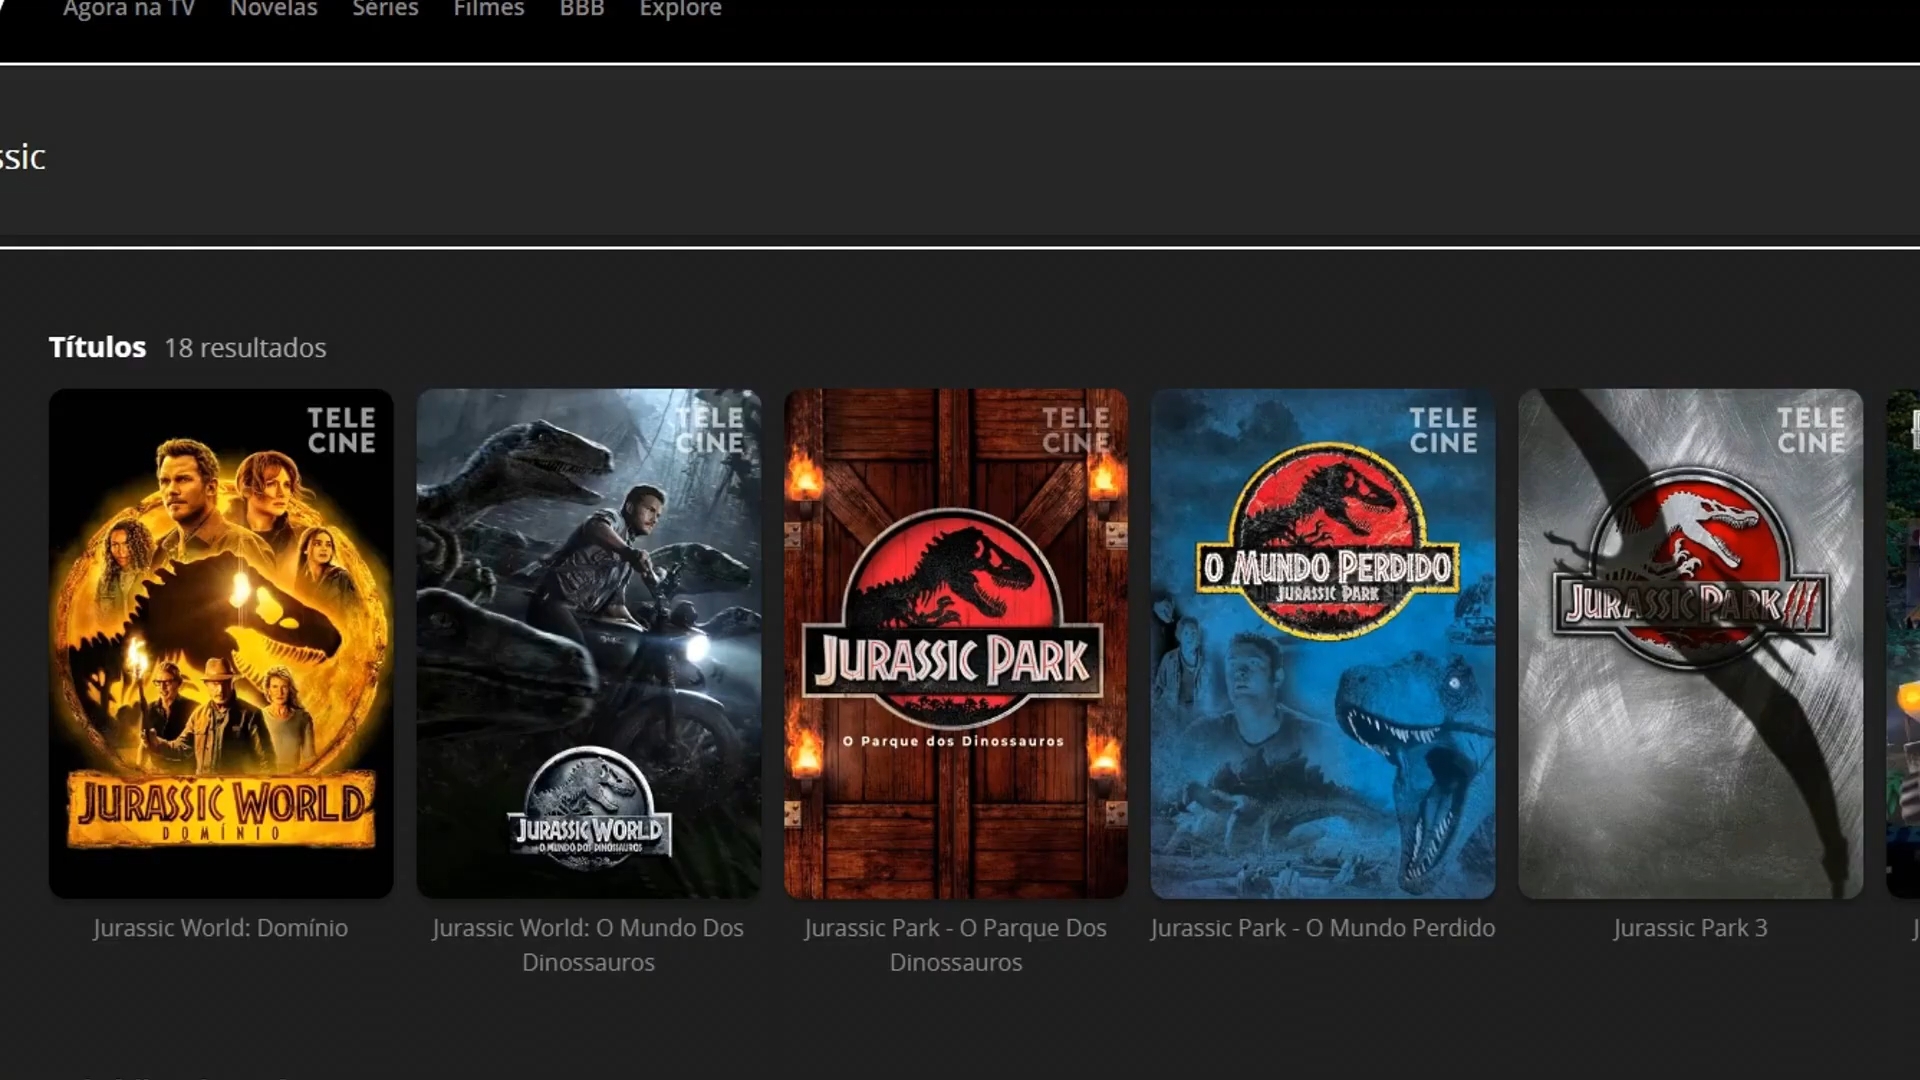 Agora na TV Novelas Séries Filmes BBB Explore
ssic
Títulos 18 resultados
TELE
CINE
JURASSIC WORLD
DOMÍNIO
Jurassic World: Domínio
TELE
CINE
JURASSIC WORLD
O MUNDO DOS DINOSSAUROS
Jurassic World: O Mundo Dos
Dinossauros
TELE
CINE
JURASSIC PARK
O Parque dos Dinossauros
Jurassic Park - O Parque Dos
Dinossauros
TELE
CINE
O MUNDO PERDIDO
JURASSIC PARK
Jurassic Park - O Mundo Perdido
TELE
CINE
JURASSIC PARK III
Jurassic Park 3